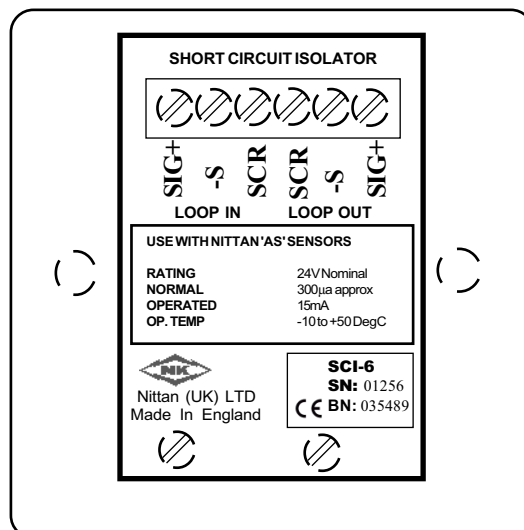 SHORT CIRCUIT ISOLATOR
SIG+ -S SCR SCR -S SIG+
LOOP IN LOOP OUT
USE WITH NITTAN 'AS' SENSORS
RATING 24V Nominal
NORMAL 300µa approx
OPERATED 15mA
OP. TEMP -10 to +50 DegC
NK
Nittan (UK) LTD
Made In England
SCI-6
SN: 01256
CE BN: 035489